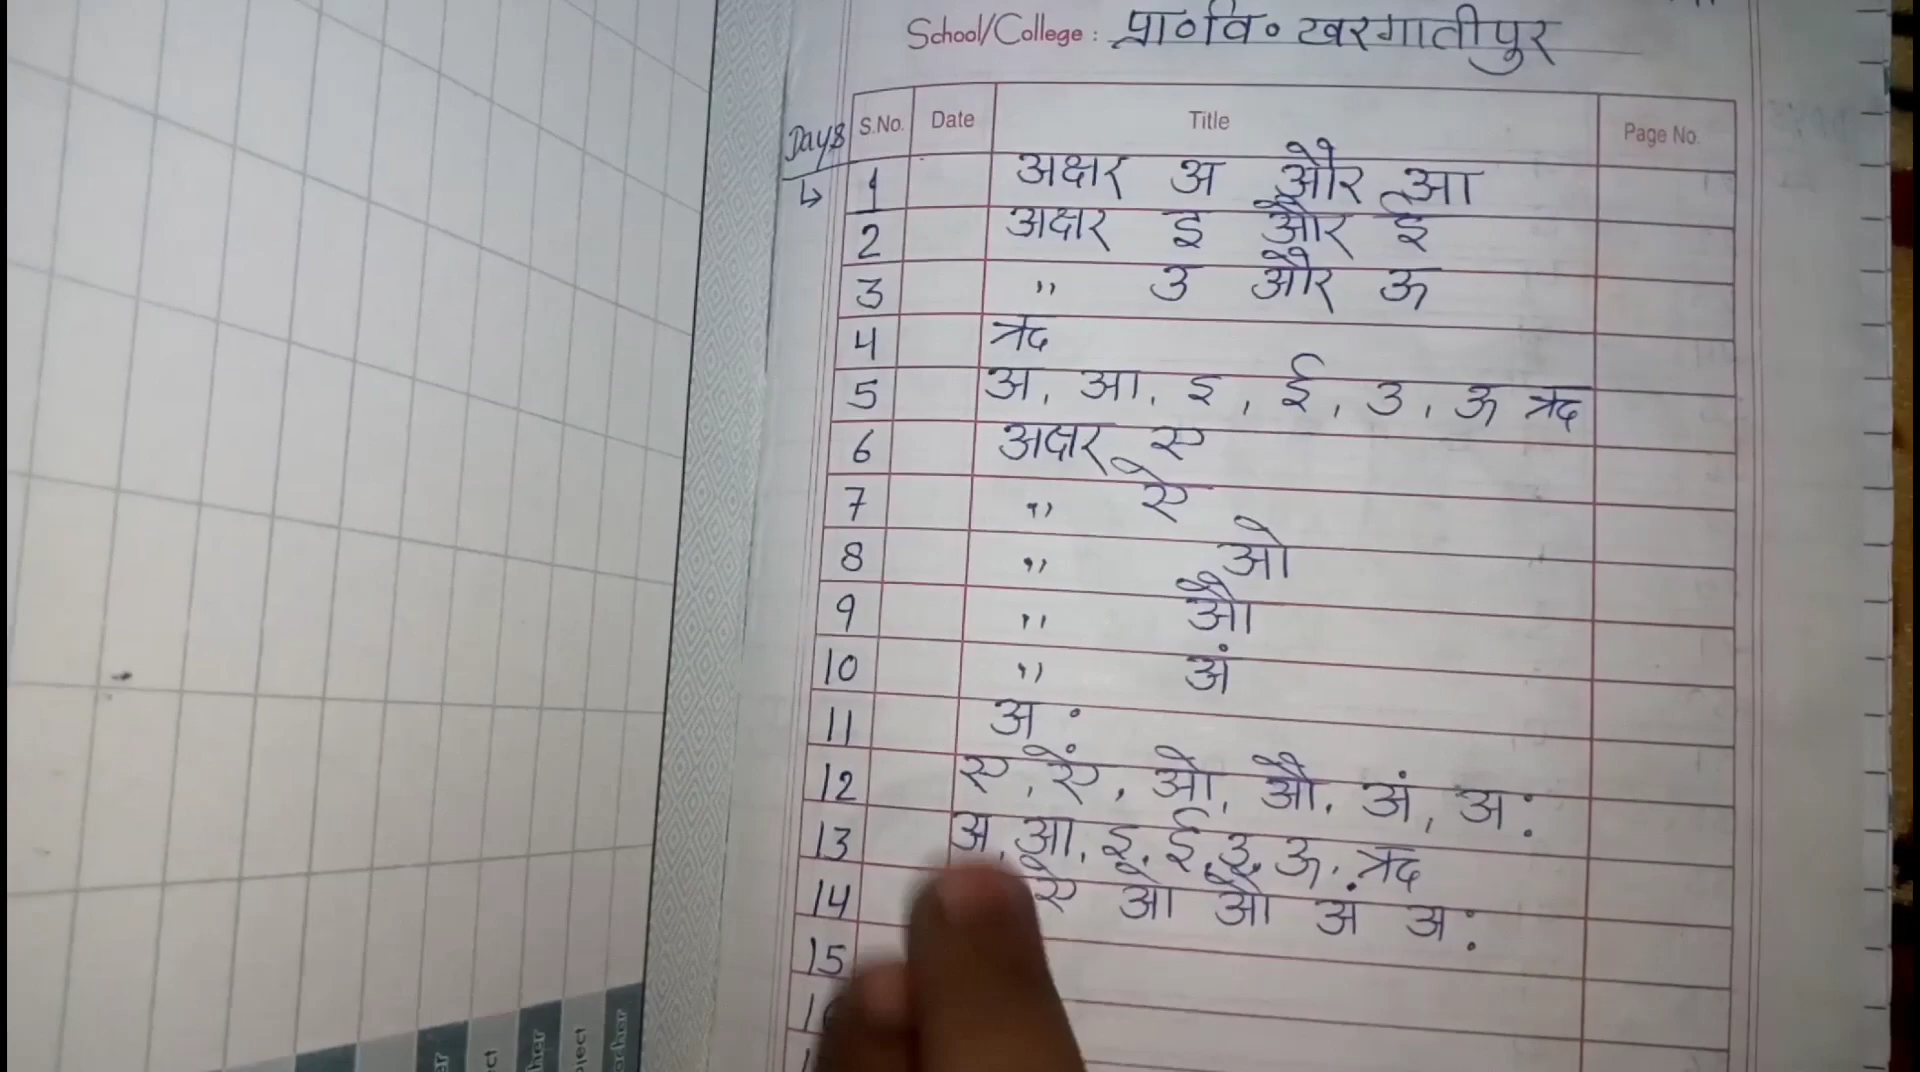 School/College : प्रा०वि० खरगातीपुर
Days S.No. Date Title Page No.
↳ 1 अक्षर अ और आ
2 अक्षर इ और ई
3 ,, उ और ऊ
4 ऋ
5 अ, आ, इ, ई, उ, ऊ ऋ
6 अक्षर ए
7 ,, ऐ
8 ,, ओ
9 ,, औ
10 ,, अं
11 अः
12 ए, ऐं, ओ, औ, अं, अः
13 अ, आ, इ, ई, उ, ऊ, ऋ
14 ऐ ओ औ अं अः
15